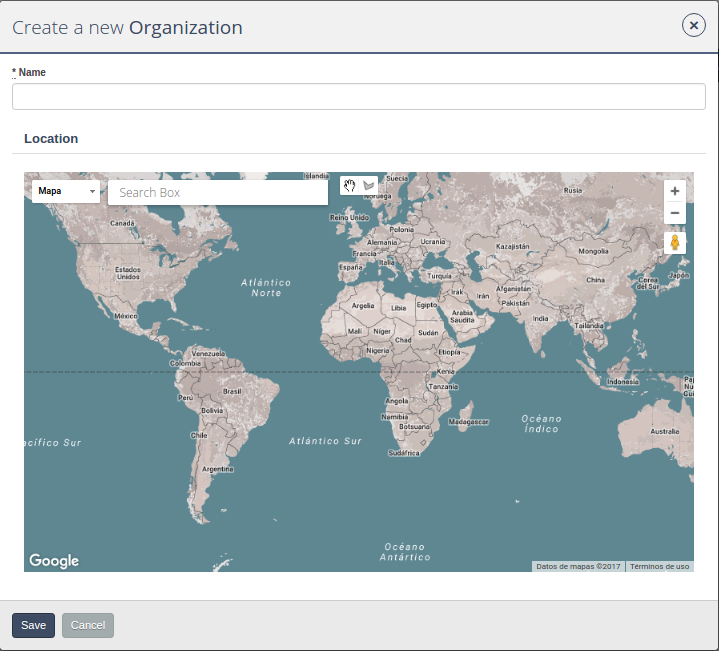 Create a new Organization
* Name
Location
Mapa
Search Box
Islandia
Suecia
Noruega
Rusia
Canadá
Reino Unido
Polonia
Alemania
Ucrania
Francia
Kazajistán
Mongolia
Italia
España
Estados
Unidos
Turquía
China
Corea
del Sur
Japón
Atlántico
Norte
Irak
Irán
Afganistán
Pakistán
Argelia
Libia
Egipto
Arabia
Saudita
México
India
Tailandia
Malí
Níger
Chad
Sudán
Nigeria
Etiopía
Venezuela
Colombia
Kenia
Tanzania
Indonesia
Pap
Nu
Gui
Brasil
Perú
Bolivia
Angola
Namibia
Botsuana
Madagascar
Océano
Índico
Australia
Chile
acífico Sur
Atlántico Sur
Sudáfrica
Argentina
Océano
Antártico
Google
Datos de mapas ©2017
Términos de uso
Save
Cancel